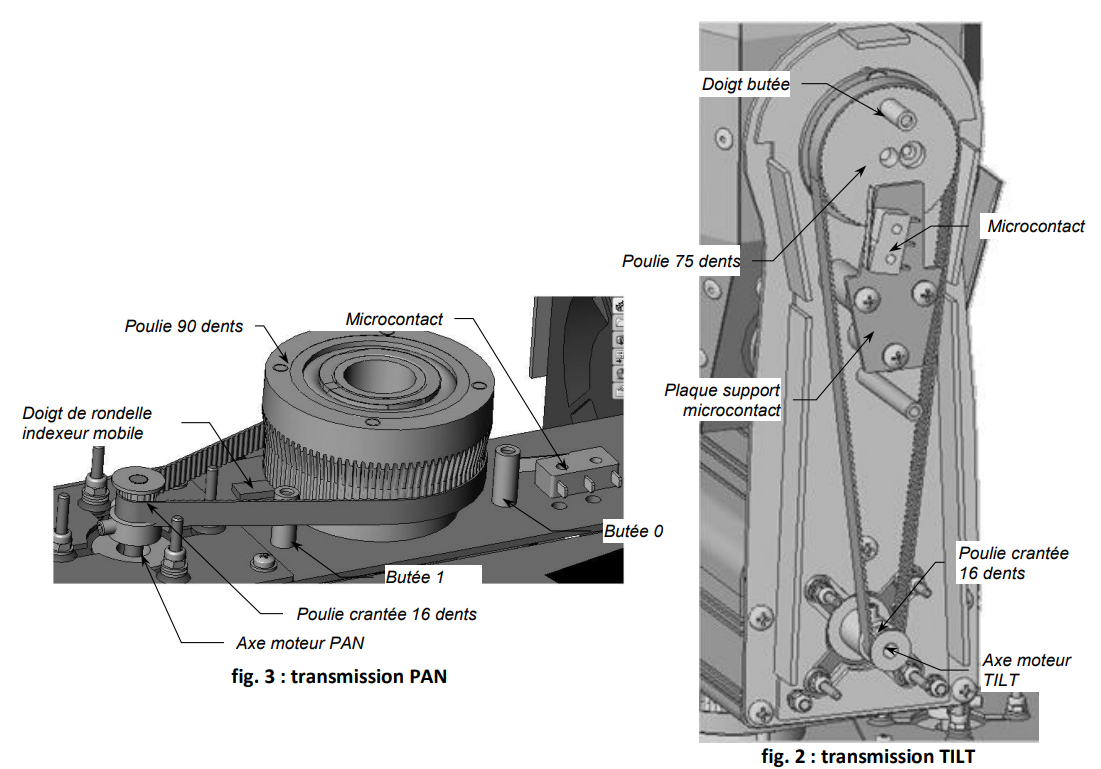 Poulie 90 dents
Microcontact
Doigt de rondelle
indexeur mobile
Butée 0
Butée 1
Poulie crantée 16 dents
Axe moteur PAN
fig. 3 : transmission PAN
Doigt butée
Microcontact
Poulie 75 dents
Plaque support
microcontact
Poulie crantée
16 dents
Axe moteur
TILT
fig. 2 : transmission TILT